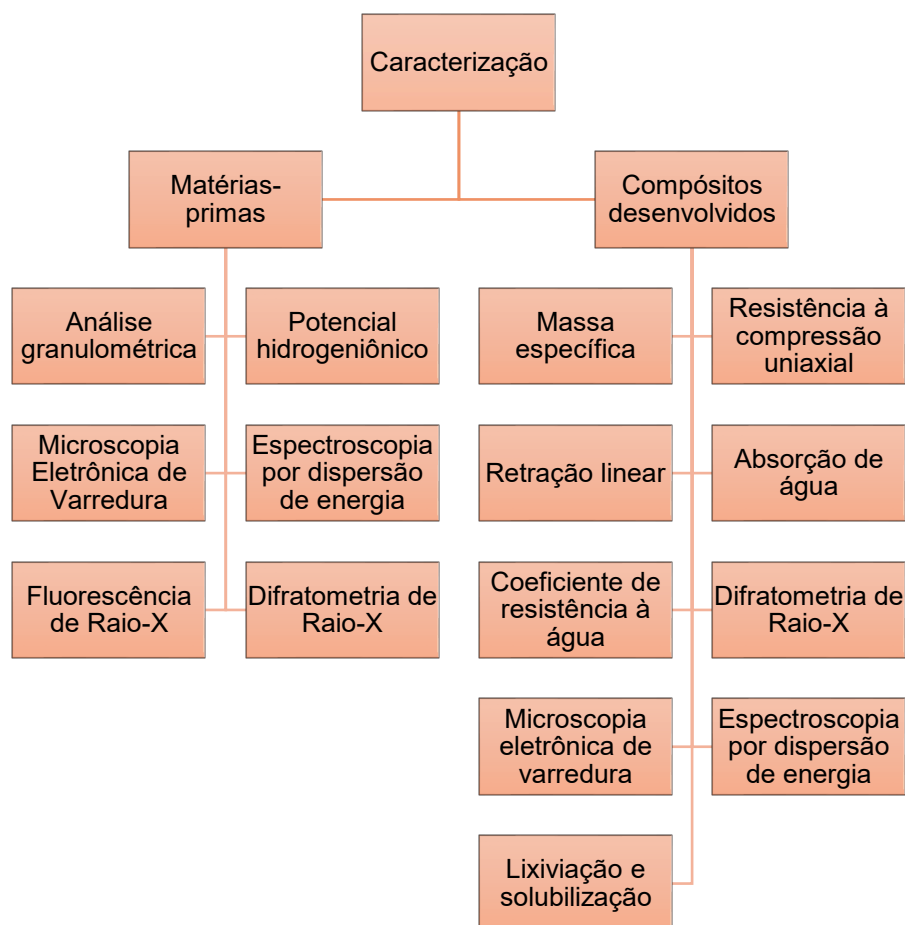 Caracterização
Matérias-
primas
Compósitos
desenvolvidos
Análise
granulométrica
Potencial
hidrogeniônico
Massa
específica
Resistência à
compressão
uniaxial
Microscopia
Eletrônica de
Varredura
Espectroscopia
por dispersão
de energia
Retração linear
Absorção de
água
Fluorescência
de Raio-X
Difratometria de
Raio-X
Coeficiente de
resistência à
água
Difratometria de
Raio-X
Microscopia
eletrônica de
varredura
Espectroscopia
por dispersão
de energia
Lixiviação e
solubilização